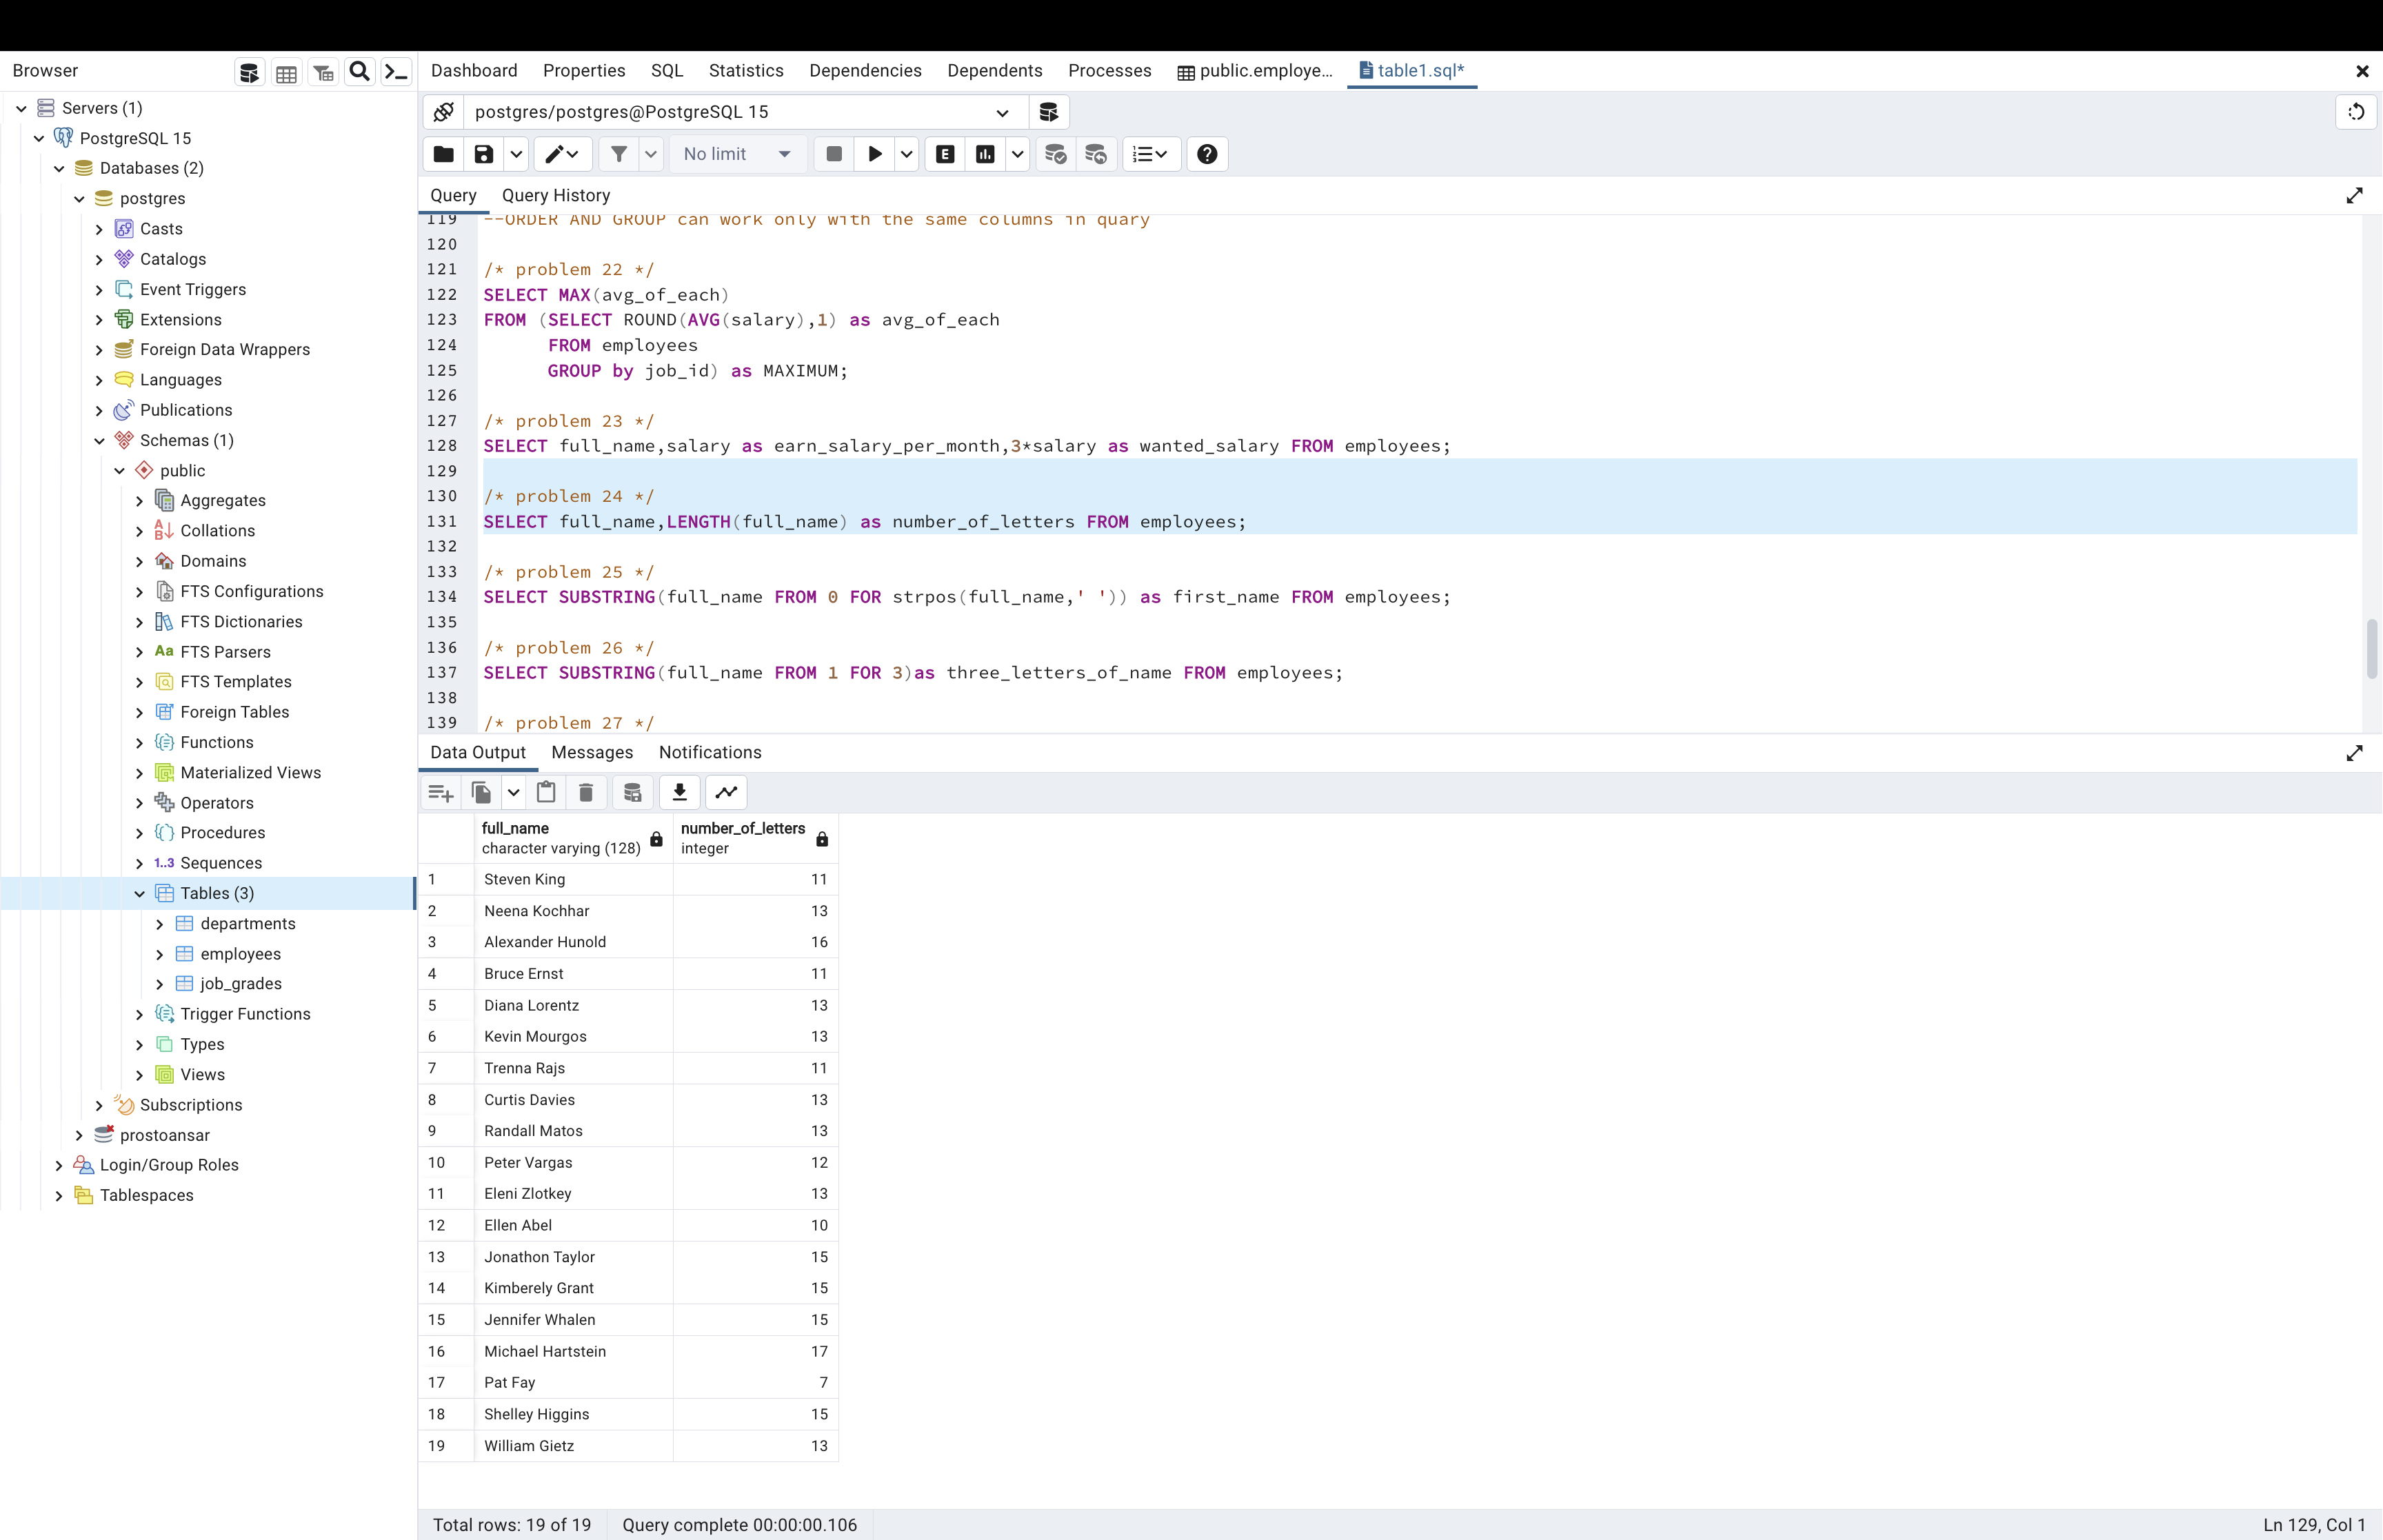 Browser
Servers (1)
PostgreSQL 15
Databases (2)
postgres
Casts
Catalogs
Event Triggers
Extensions
Foreign Data Wrappers
Languages
Publications
Schemas (1)
public
Aggregates
Collations
Domains
FTS Configurations
FTS Dictionaries
Aa FTS Parsers
FTS Templates
Foreign Tables
Functions
Materialized Views
Operators
Procedures
1..3 Sequences
Tables (3)
departments
employees
job_grades
Trigger Functions
Types
Views
Subscriptions
prostoansar
Login/Group Roles
Tablespaces
Dashboard Properties SQL Statistics Dependencies Dependents Processes public.employe... table1.sql*
postgres/postgres@PostgreSQL 15
No limit E
Query Query History
119 --ORDER AND GROUP can work only with the same columns in quary
120
121 /* problem 22 */
122 SELECT MAX(avg_of_each)
123 FROM (SELECT ROUND(AVG(salary),1) as avg_of_each
124 FROM employees
125 GROUP by job_id) as MAXIMUM;
126
127 /* problem 23 */
128 SELECT full_name,salary as earn_salary_per_month,3*salary as wanted_salary FROM employees;
129
130 /* problem 24 */
131 SELECT full_name,LENGTH(full_name) as number_of_letters FROM employees;
132
133 /* problem 25 */
134 SELECT SUBSTRING(full_name FROM 0 FOR strpos(full_name,' ')) as first_name FROM employees;
135
136 /* problem 26 */
137 SELECT SUBSTRING(full_name FROM 1 FOR 3)as three_letters_of_name FROM employees;
138
139 /* problem 27 */
Data Output Messages Notifications
full_name number_of_letters
character varying (128) integer
1 Steven King 11
2 Neena Kochhar 13
3 Alexander Hunold 16
4 Bruce Ernst 11
5 Diana Lorentz 13
6 Kevin Mourgos 13
7 Trenna Rajs 11
8 Curtis Davies 13
9 Randall Matos 13
10 Peter Vargas 12
11 Eleni Zlotkey 13
12 Ellen Abel 10
13 Jonathon Taylor 15
14 Kimberely Grant 15
15 Jennifer Whalen 15
16 Michael Hartstein 17
17 Pat Fay 7
18 Shelley Higgins 15
19 William Gietz 13
Total rows: 19 of 19 Query complete 00:00:00.106 Ln 129, Col 1